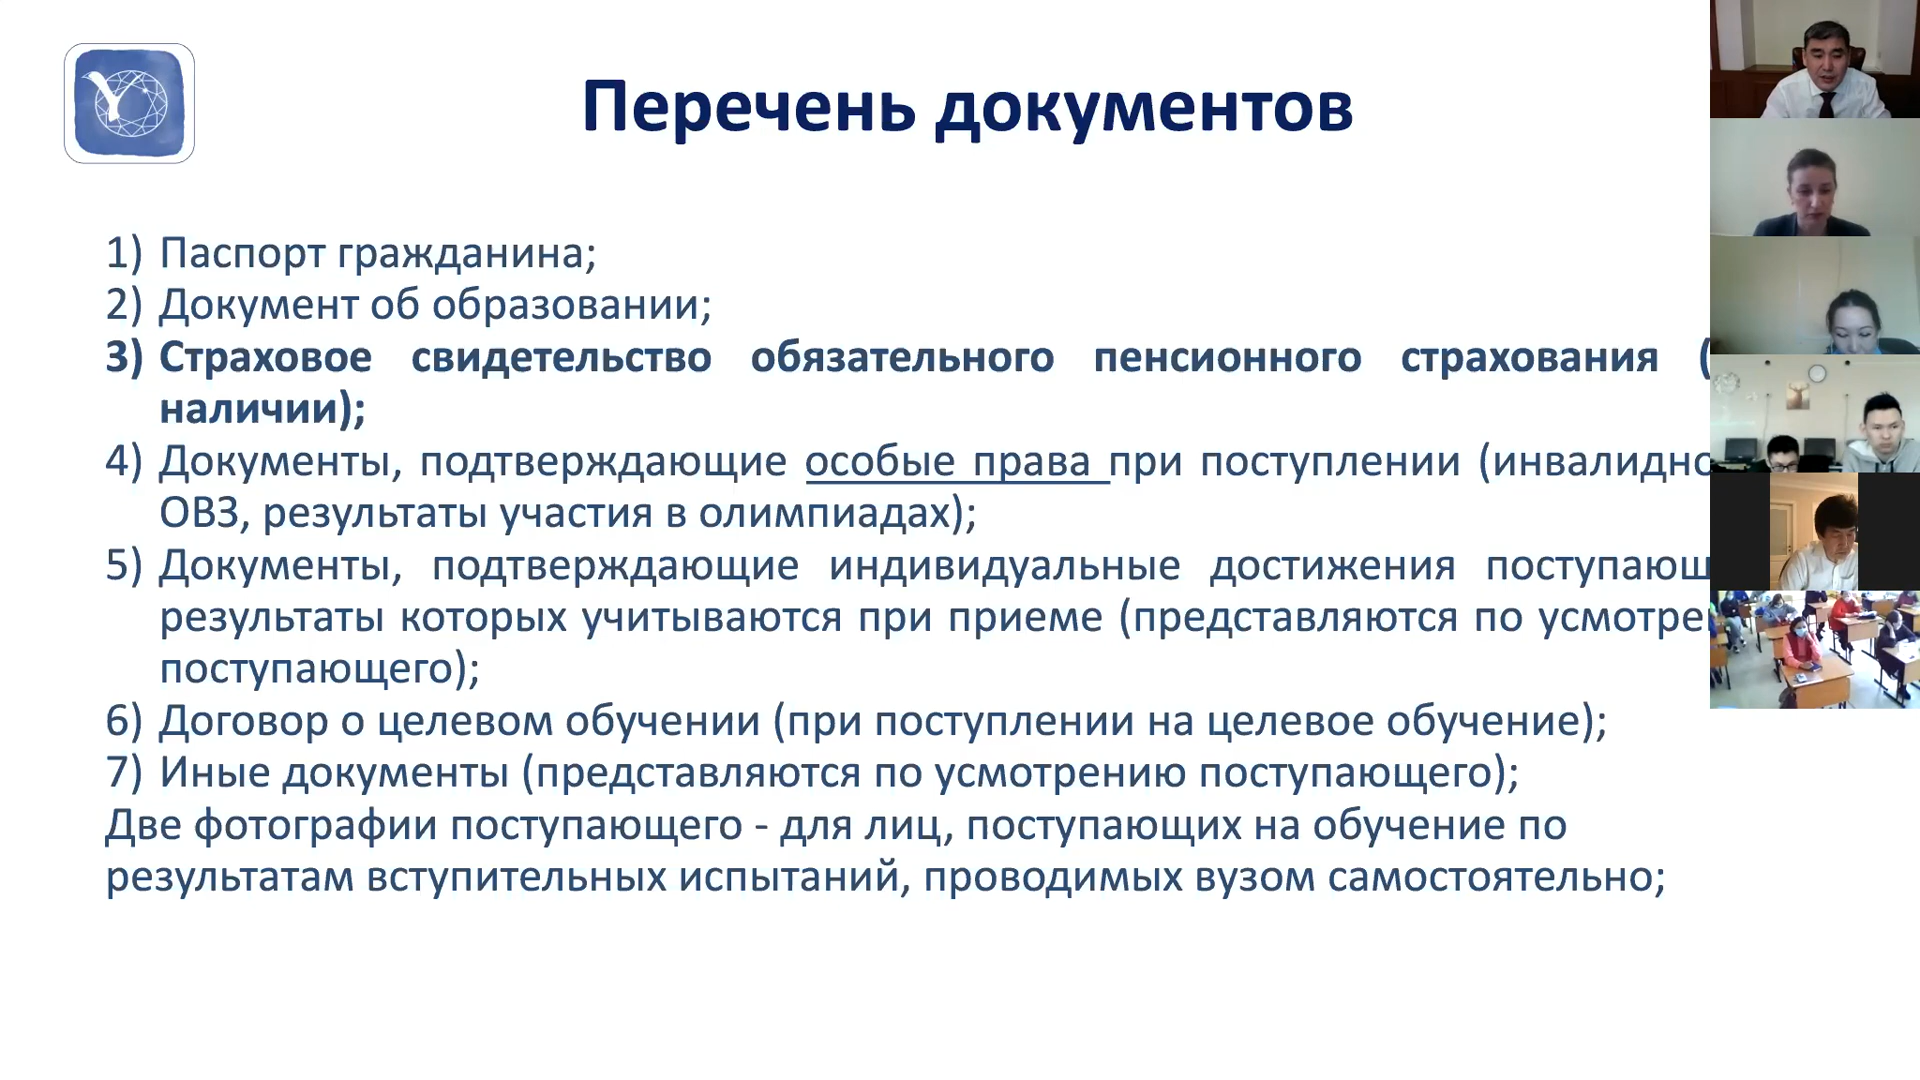 Перечень документов
1) Паспорт гражданина;
2) Документ об образовании;
3) Страховое свидетельство обязательного пенсионного страхования (
наличии);
4) Документы, подтверждающие особые права при поступлении
ОВЗ, результаты участия в олимпиадах);
5) Документы, подтверждающие индивидуальные достижения
результаты которых учитываются при приеме (представляются по
поступающего);
6) Договор о целевом обучении (при поступлении на целевое обучение);
7) Иные документы (представляются по усмотрению поступающего);
Две фотографии поступающего - для лиц, поступающих на обучение по
результатам вступительных испытаний, проводимых вузом самостоятельно;